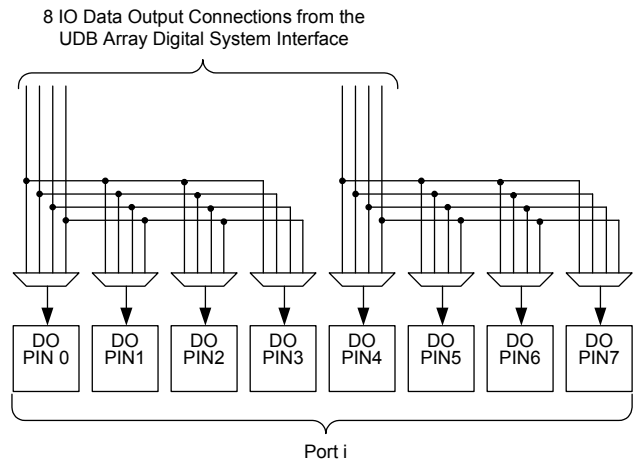 8 IO Data Output Connections from the
UDB Array Digital System Interface
DO
PIN 0
DO
PIN1
DO
PIN2
DO
PIN3
DO
PIN4
DO
PIN5
DO
PIN6
DO
PIN7
Port i